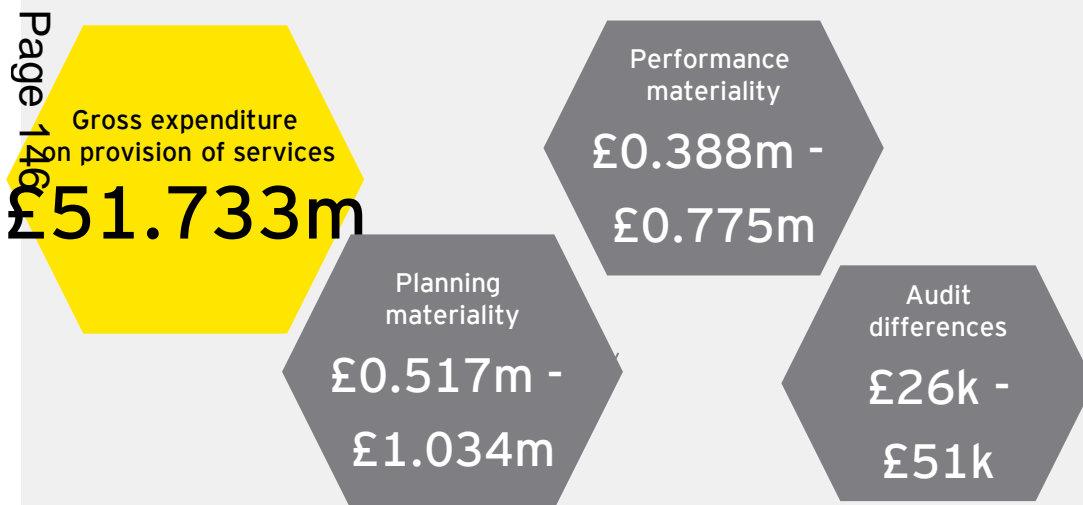 Page 146
Gross expenditure
on provision of services
£51.733m
Performance
materiality
£0.388m -
£0.775m
Planning
materiality
£0.517m -
£1.034m
Audit
differences
£26k -
£51k